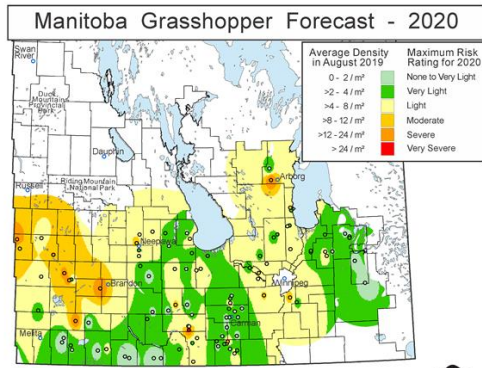 Manitoba Grasshopper Forecast - 2020
Average Density in August 2019
Maximum Risk Rating for 2020
0 - 2 / m² None to Very Light
>2 - 4 / m² Very Light
>4 - 8 / m² Light
>8 - 12 / m² Moderate
>12 - 24 / m² Severe
> 24 / m² Very Severe
Swan
River
Duck
Mountain
Provincial
Park
Dauphin
Riding Mountain
National Park
Russell
Arborg
Neepawa
Brandon
Winnipeg
Melita
Carman